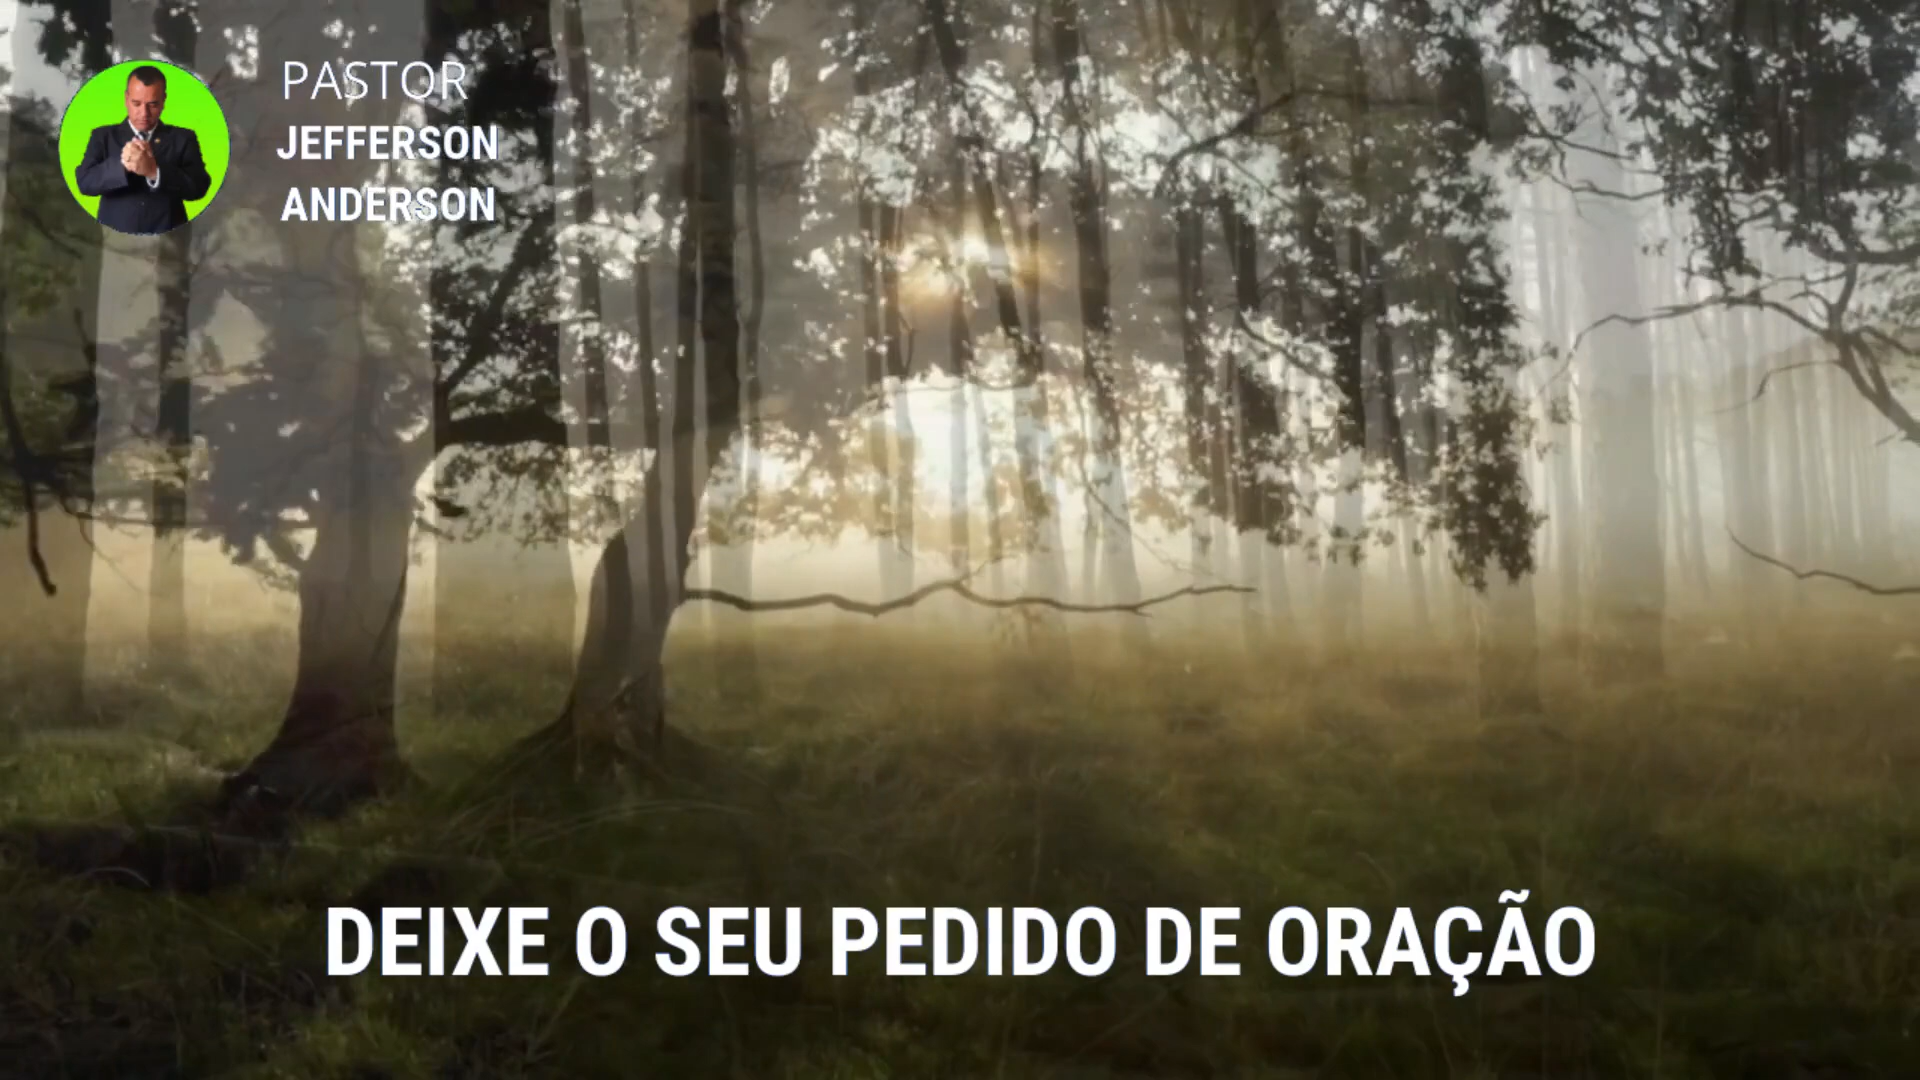 PASTOR
JEFFERSON
ANDERSON
DEIXE O SEU PEDIDO DE ORAÇÃO